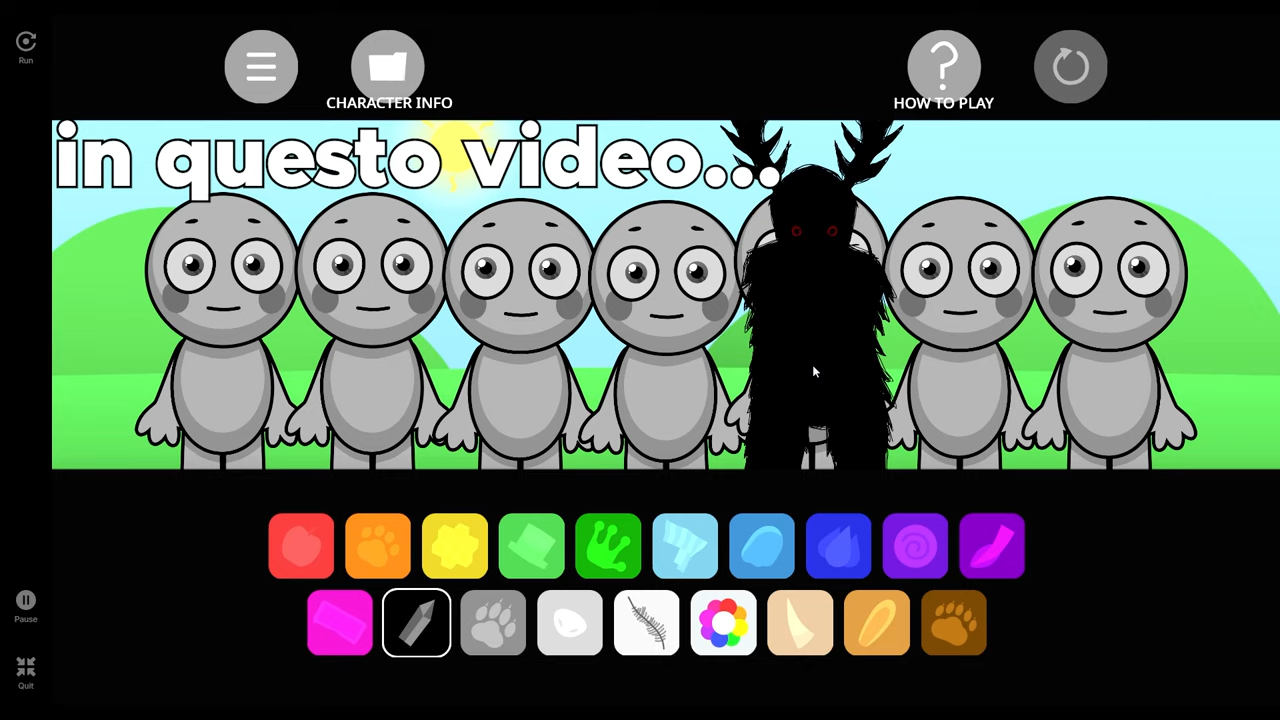 Run
CHARACTER INFO
HOW TO PLAY
in questo video...
Pause
Quit